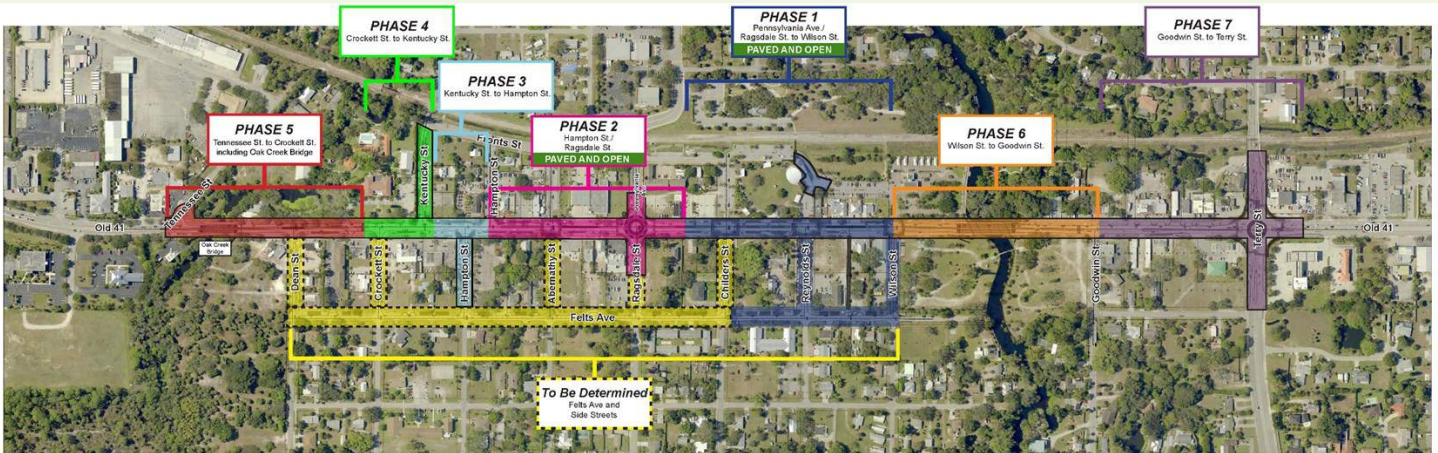 PHASE 4
Crockett St. to Kentucky St.
PHASE 1
Pennsylvania Ave./
Ragsdale St. to Wilson St.
PAVED AND OPEN
PHASE 7
Goodwin St. to Terry St.
PHASE 3
Kentucky St. to Hampton St.
PHASE 5
Tennessee St. to Crockett St.
including Oak Creek Bridge
PHASE 2
Hampton St./
Ragsdale St.
PAVED AND OPEN
PHASE 6
Wilson St. to Goodwin St.
Fronts St
Kentucky St
Hampton St
Tennessee St
Old 41
Old 41
Terry St
Oak Creek
Bridge
Dean St
Crockett St
Hampton St
Abernathy St
Ragsdale St
Childers St
Reynolds St
Wilson St
Goodwin St
Felts Ave
To Be Determined
Felts Ave and
Side Streets